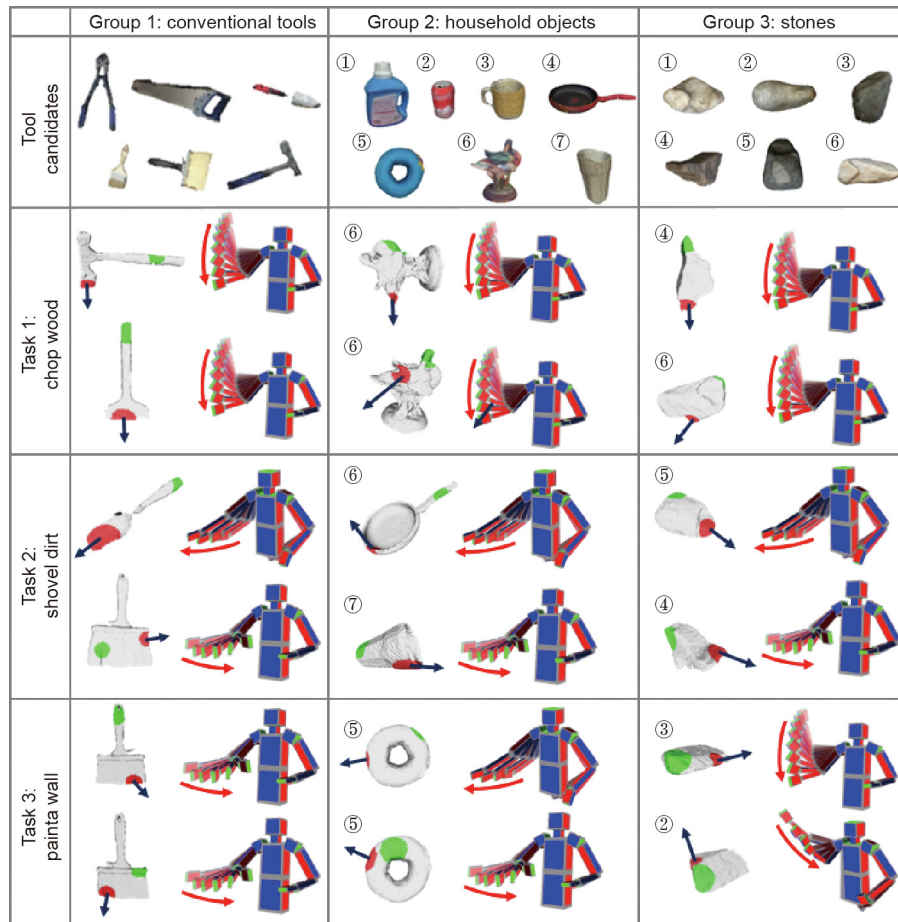 Group 1: conventional tools
Group 2: household objects
Group 3: stones
Tool
candidates
① ② ③ ④
⑤ ⑥ ⑦
① ② ③
④ ⑤ ⑥
Task 1:
chop wood
⑥
④
⑥
⑥
Task 2:
shovel dirt
⑥
⑤
⑦
④
Task 3:
painta wall
⑤
③
⑤
②